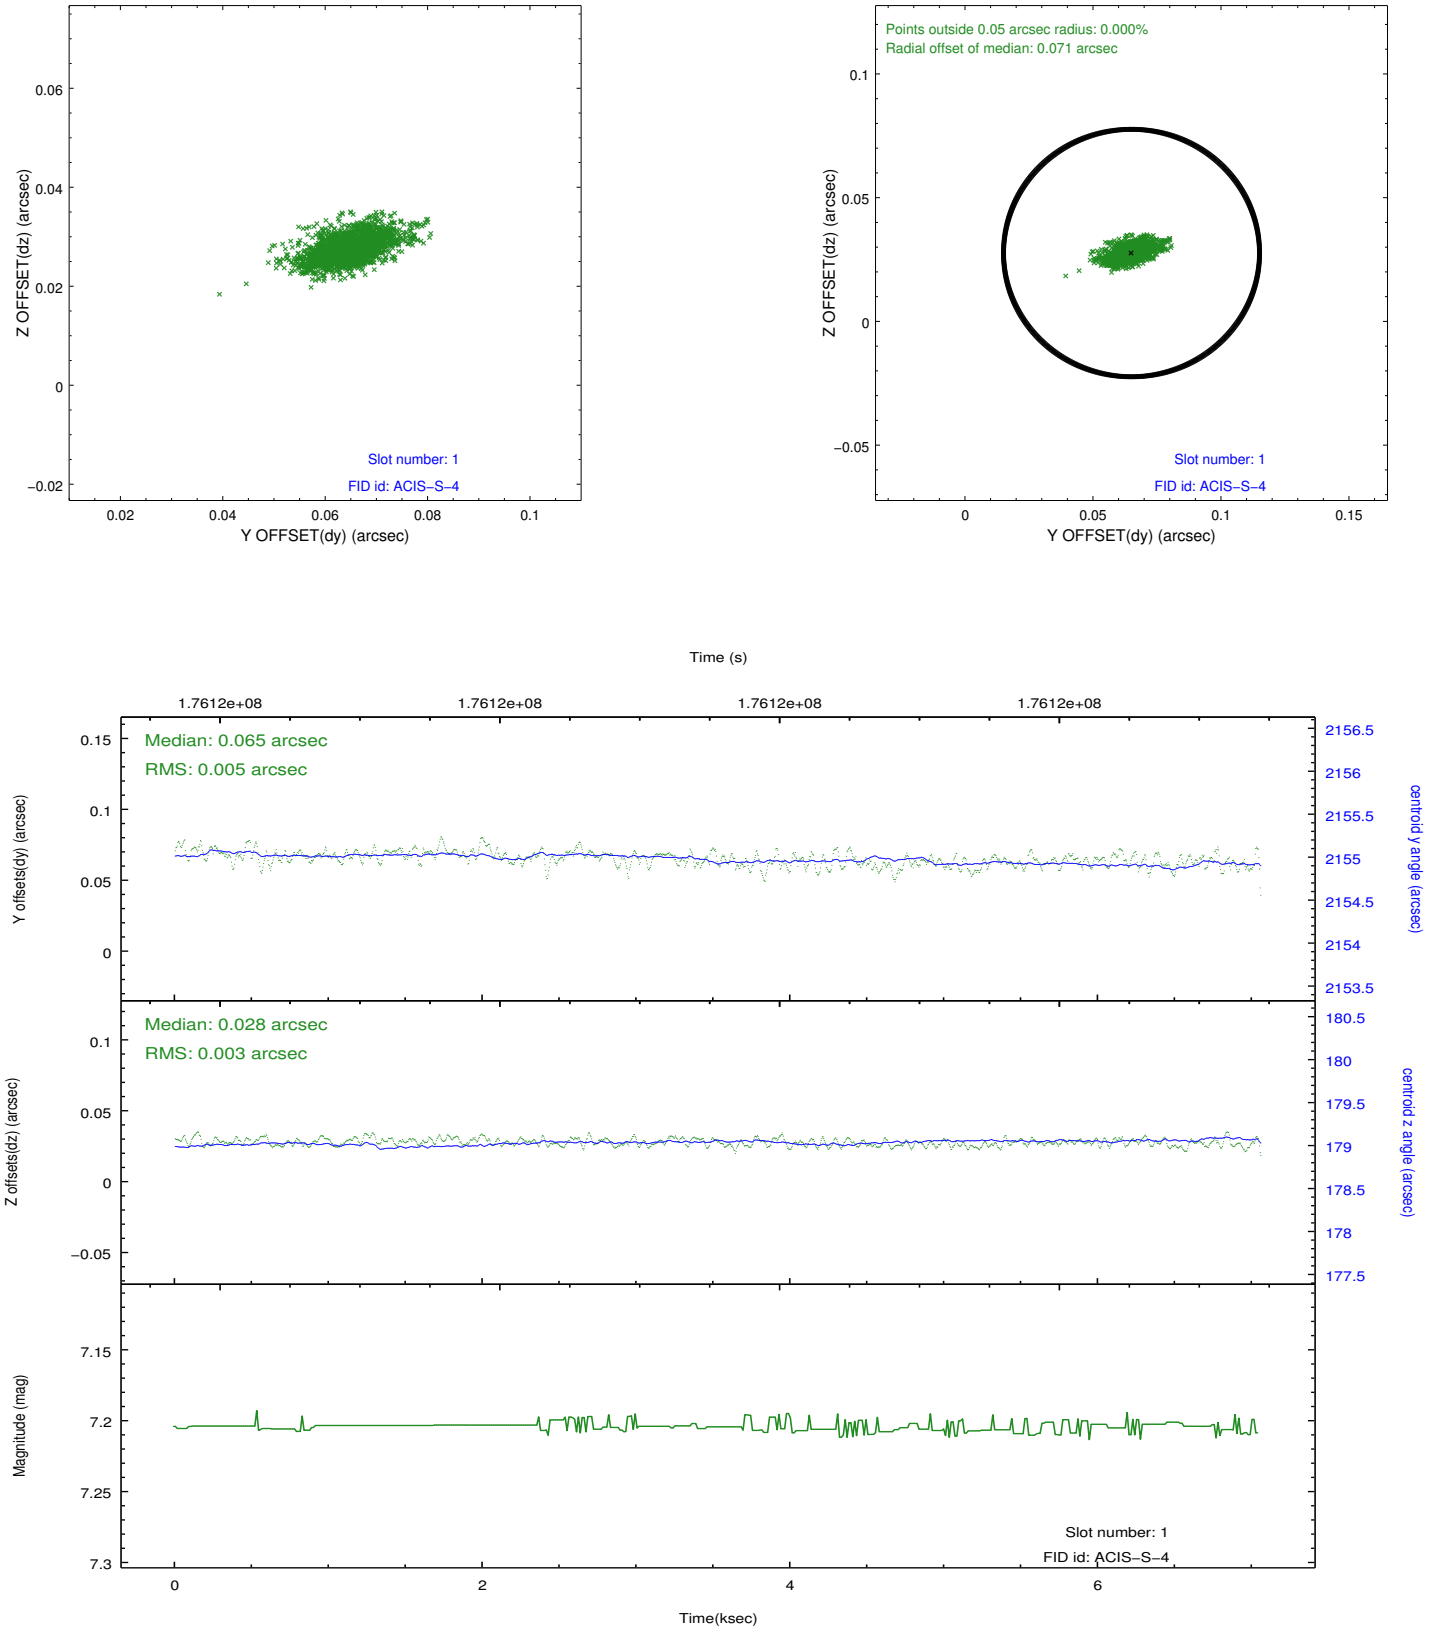 Points outside 0.05 arcsec radius: 0.000%
Radial offset of median: 0.071 arcsec
0.06
0.04
0.02
0
−0.02
Z OFFSET(dz) (arcsec)
Slot number: 1
FID id: ACIS−S−4
0.02 0.04 0.06 0.08 0.1
Y OFFSET(dy) (arcsec)
0.1
0.05
0
−0.05
Z OFFSET(dz) (arcsec)
Slot number: 1
FID id: ACIS−S−4
0 0.05 0.1 0.15
Y OFFSET(dy) (arcsec)
Time (s)
1.7612e+08 1.7612e+08 1.7612e+08 1.7612e+08
Median: 0.065 arcsec
RMS: 0.005 arcsec
0.15
0.1
0.05
0
Y offsets(dy) (arcsec)
2156.5
2156
2155.5
2155
2154.5
2154
2153.5
centroid y angle (arcsec)
Median: 0.028 arcsec
RMS: 0.003 arcsec
0.1
0.05
0
−0.05
Z offsets(dz) (arcsec)
180.5
180
179.5
179
178.5
178
177.5
centroid z angle (arcsec)
7.15
7.2
7.25
7.3
Magnitude (mag)
Slot number: 1
FID id: ACIS−S−4
0 2 4 6
Time(ksec)